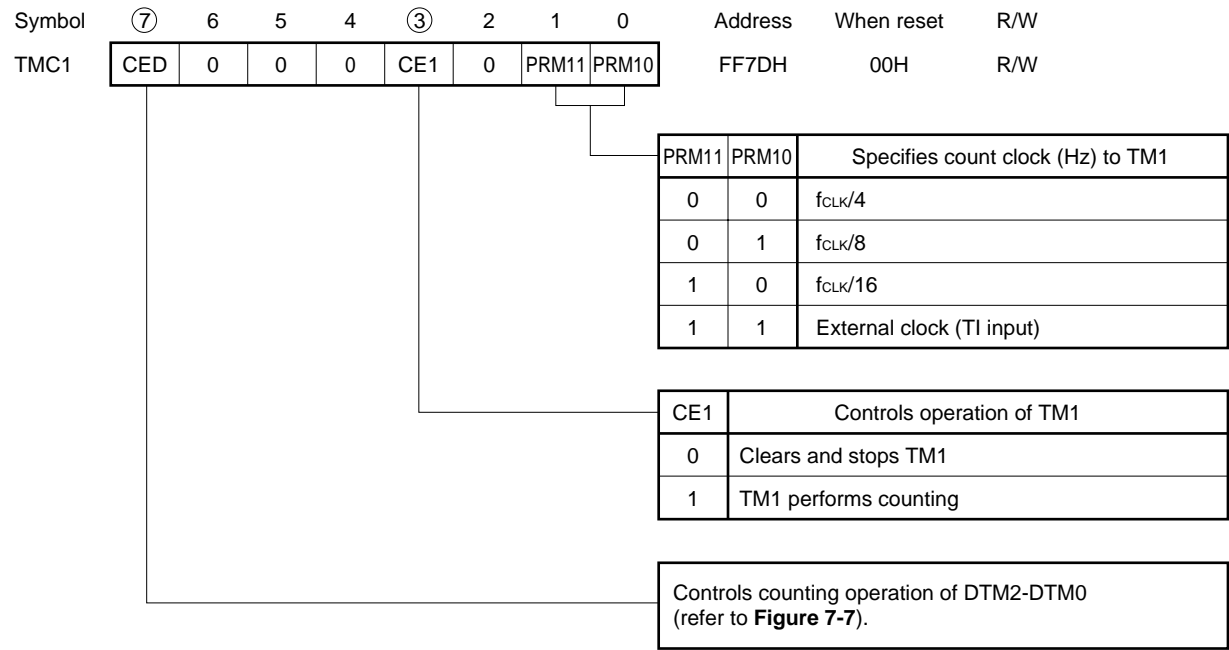 Symbol ⑦ 6 5 4 ③ 2 1 0 Address When reset R/W
TMC1 CED 0 0 0 CE1 0 PRM11 PRM10 FF7DH 00H R/W
PRM11 PRM10 Specifies count clock (Hz) to TM1
0 0 fCLK/4
0 1 fCLK/8
1 0 fCLK/16
1 1 External clock (TI input)
CE1 Controls operation of TM1
0 Clears and stops TM1
1 TM1 performs counting
Controls counting operation of DTM2-DTM0
(refer to Figure 7-7).